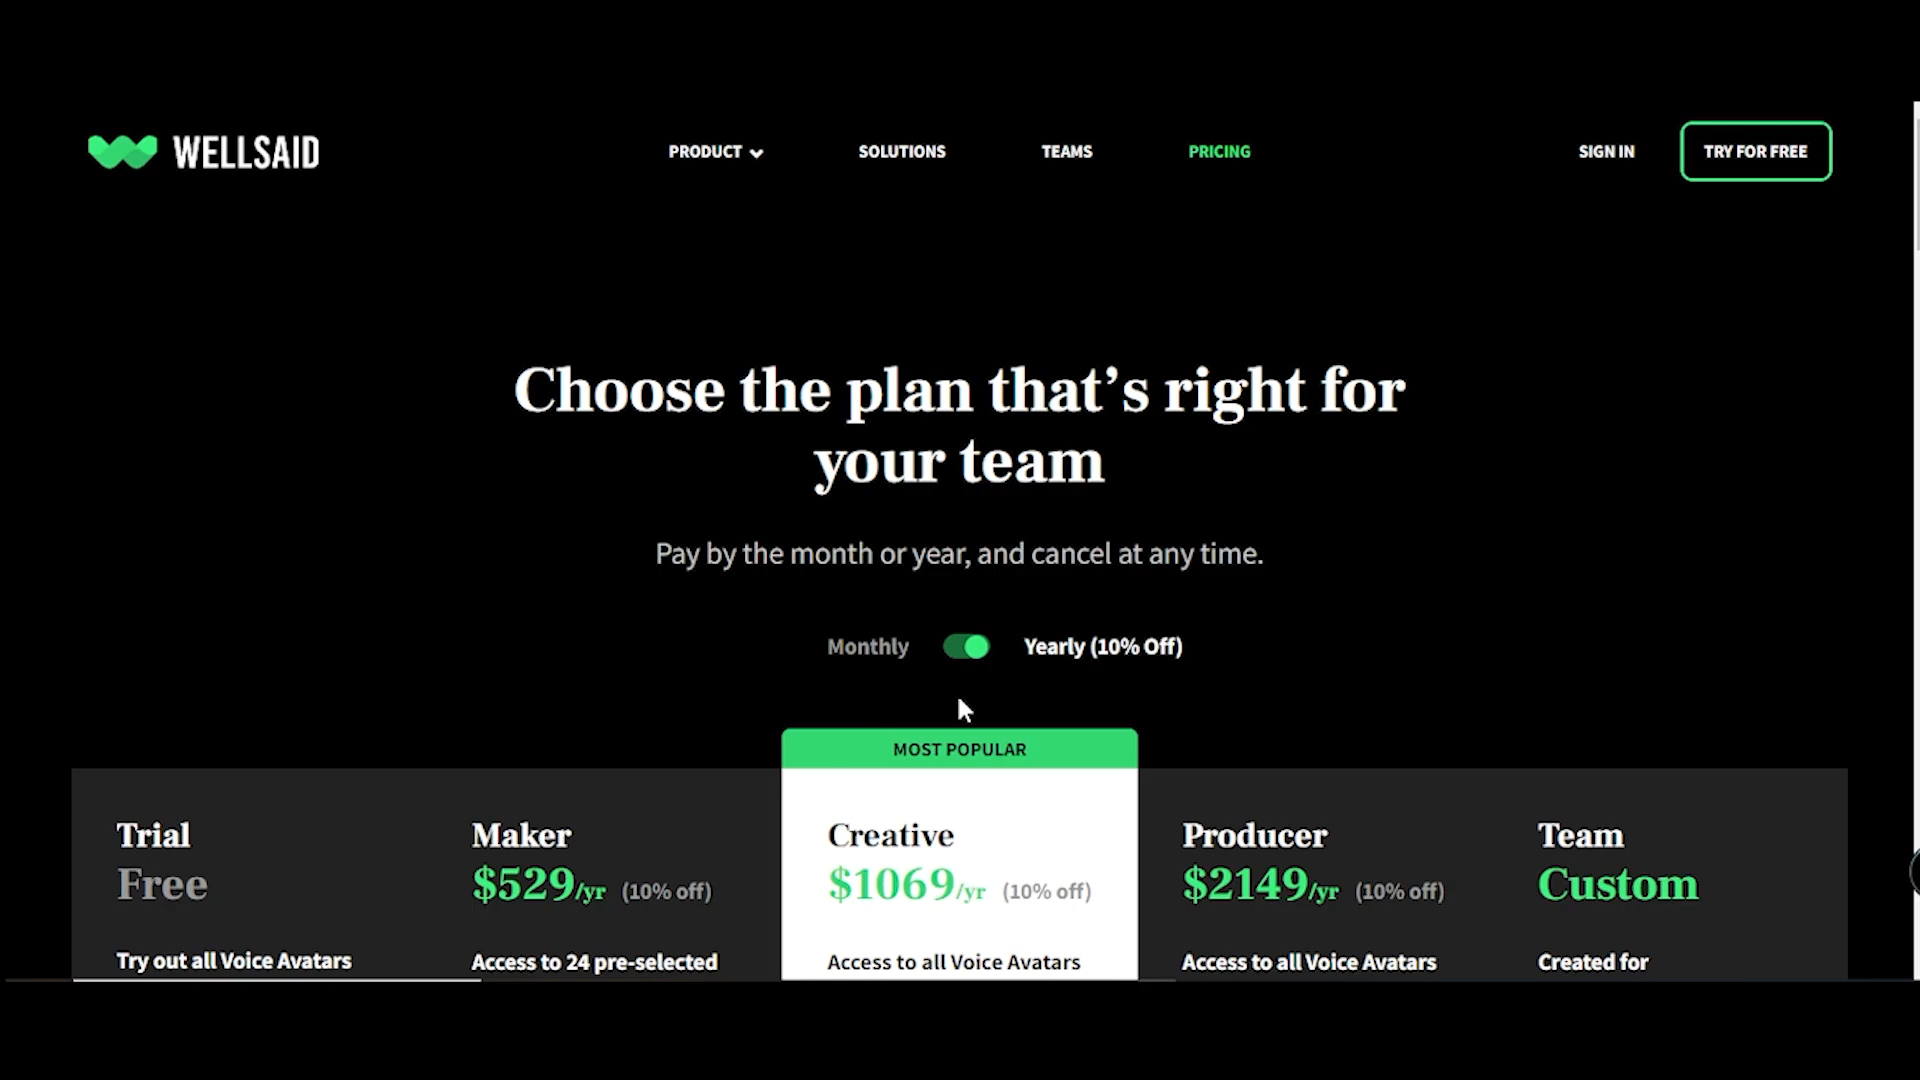 WELLSAID
PRODUCT
SOLUTIONS
TEAMS
PRICING
SIGN IN
TRY FOR FREE
Choose the plan that’s right for
your team
Pay by the month or year, and cancel at any time.
Monthly
Yearly (10% Off)
MOST POPULAR
Trial
Free
Try out all Voice Avatars
Maker
$529/yr (10% off)
Access to 24 pre-selected
Creative
$1069/yr (10% off)
Access to all Voice Avatars
Producer
$2149/yr (10% off)
Access to all Voice Avatars
Team
Custom
Created for